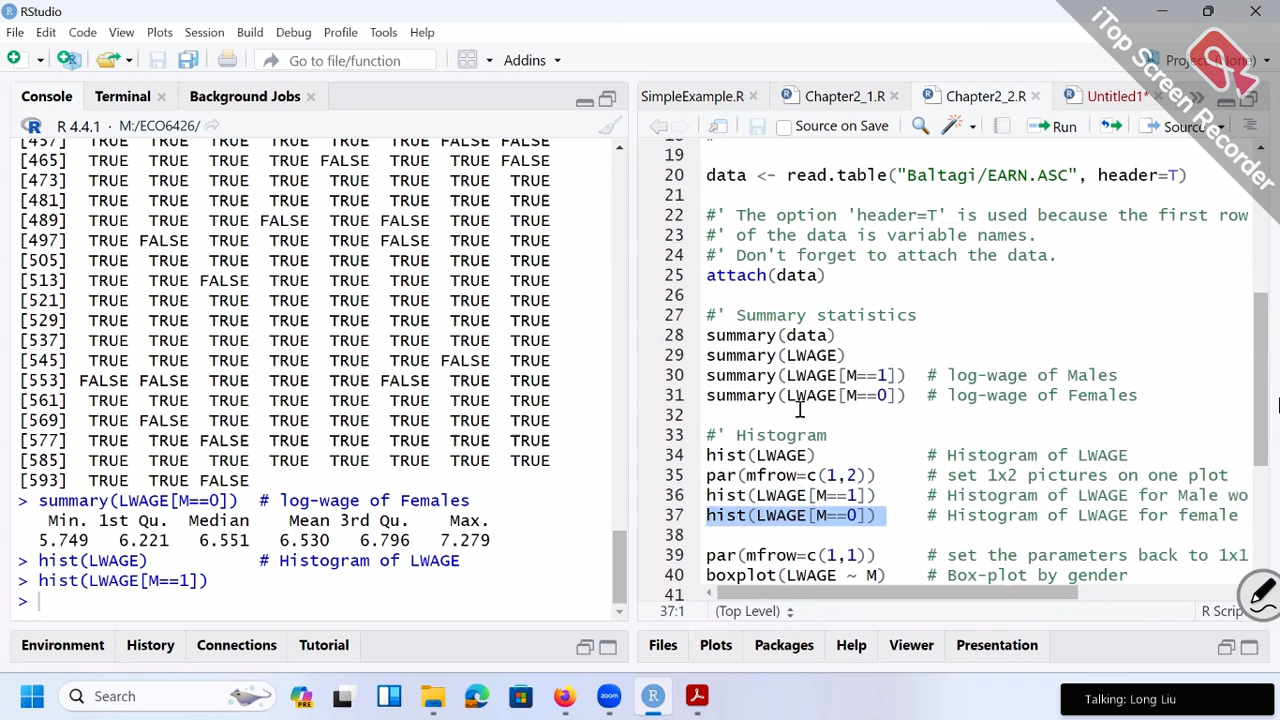 RStudio
File Edit Code View Plots Session Build Debug Profile Tools Help
Go to file/function
Addins
iTop Screen Recorder
Console Terminal Background Jobs
R 4.4.1 · M:/ECO6426/
[457] TRUE TRUE TRUE TRUE TRUE TRUE FALSE FALSE
[465] TRUE TRUE TRUE TRUE FALSE TRUE TRUE FALSE
[473] TRUE TRUE TRUE TRUE TRUE TRUE TRUE TRUE
[481] TRUE TRUE TRUE TRUE TRUE TRUE TRUE TRUE
[489] TRUE TRUE TRUE FALSE TRUE FALSE TRUE TRUE
[497] TRUE FALSE TRUE TRUE TRUE FALSE TRUE TRUE
[505] TRUE TRUE TRUE TRUE TRUE TRUE TRUE TRUE
[513] TRUE TRUE FALSE TRUE TRUE TRUE TRUE TRUE
[521] TRUE TRUE TRUE TRUE TRUE TRUE TRUE TRUE
[529] TRUE TRUE TRUE TRUE TRUE TRUE TRUE TRUE
[537] TRUE TRUE TRUE TRUE TRUE TRUE TRUE TRUE
[545] TRUE TRUE TRUE TRUE TRUE TRUE FALSE TRUE
[553] FALSE FALSE TRUE TRUE TRUE TRUE TRUE TRUE
[561] TRUE TRUE TRUE TRUE TRUE TRUE TRUE TRUE
[569] TRUE FALSE TRUE TRUE TRUE TRUE TRUE TRUE
[577] TRUE TRUE FALSE TRUE TRUE TRUE TRUE TRUE
[585] TRUE TRUE TRUE TRUE TRUE TRUE TRUE TRUE
[593] TRUE TRUE FALSE
> summary(LWAGE[M==0]) # log-wage of Females
Min. 1st Qu. Median Mean 3rd Qu. Max.
5.749 6.221 6.551 6.530 6.796 7.279
> hist(LWAGE) # Histogram of LWAGE
> hist(LWAGE[M==1])
>
Environment History Connections Tutorial
SimpleExample.R Chapter2_1.R Chapter2_2.R Untitled1*
Source on Save Run Source
19
20 data <- read.table("Baltagi/EARN.ASC", header=T)
21
22 #' The option 'header=T' is used because the first row
23 #' of the data is variable names.
24 #' Don't forget to attach the data.
25 attach(data)
26
27 #' Summary statistics
28 summary(data)
29 summary(LWAGE)
30 summary(LWAGE[M==1]) # log-wage of Males
31 summary(LWAGE[M==0]) # log-wage of Females
32
33 #' Histogram
34 hist(LWAGE) # Histogram of LWAGE
35 par(mfrow=c(1,2)) # set 1x2 pictures on one plot
36 hist(LWAGE[M==1]) # Histogram of LWAGE for Male wo
37 hist(LWAGE[M==0]) # Histogram of LWAGE for female
38
39 par(mfrow=c(1,1)) # set the parameters back to 1x1
40 boxplot(LWAGE ~ M) # Box-plot by gender
41
37:1 (Top Level) R Scrip
Files Plots Packages Help Viewer Presentation
Search
Talking: Long Liu